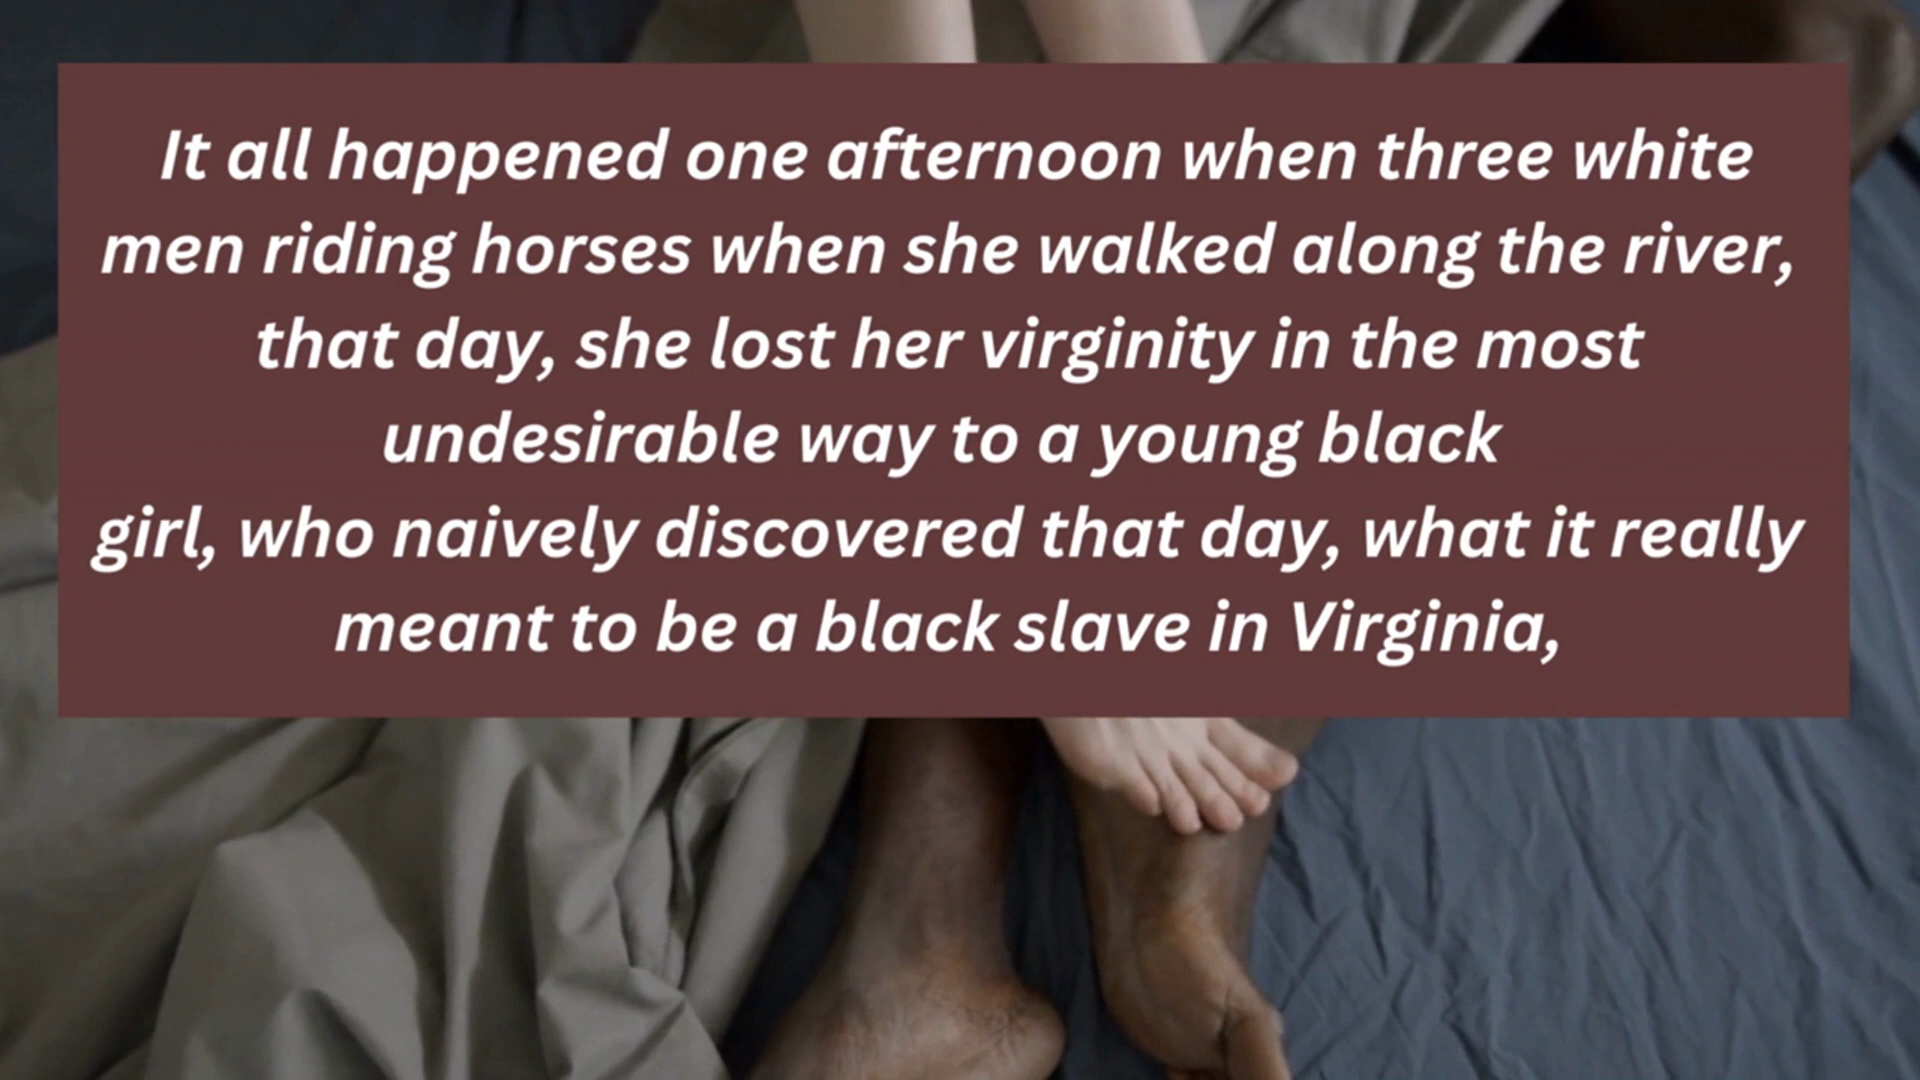 It all happened one afternoon when three white
men riding horses when she walked along the river,
that day, she lost her virginity in the most
undesirable way to a young black
girl, who naively discovered that day, what it really
meant to be a black slave in Virginia,